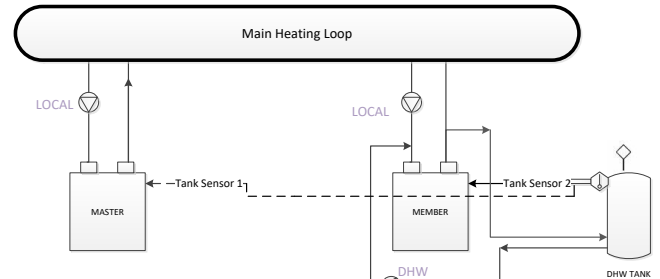 Main Heating Loop
LOCAL
LOCAL
Tank Sensor 1
Tank Sensor 2
MASTER
MEMBER
DHW
DHW TANK